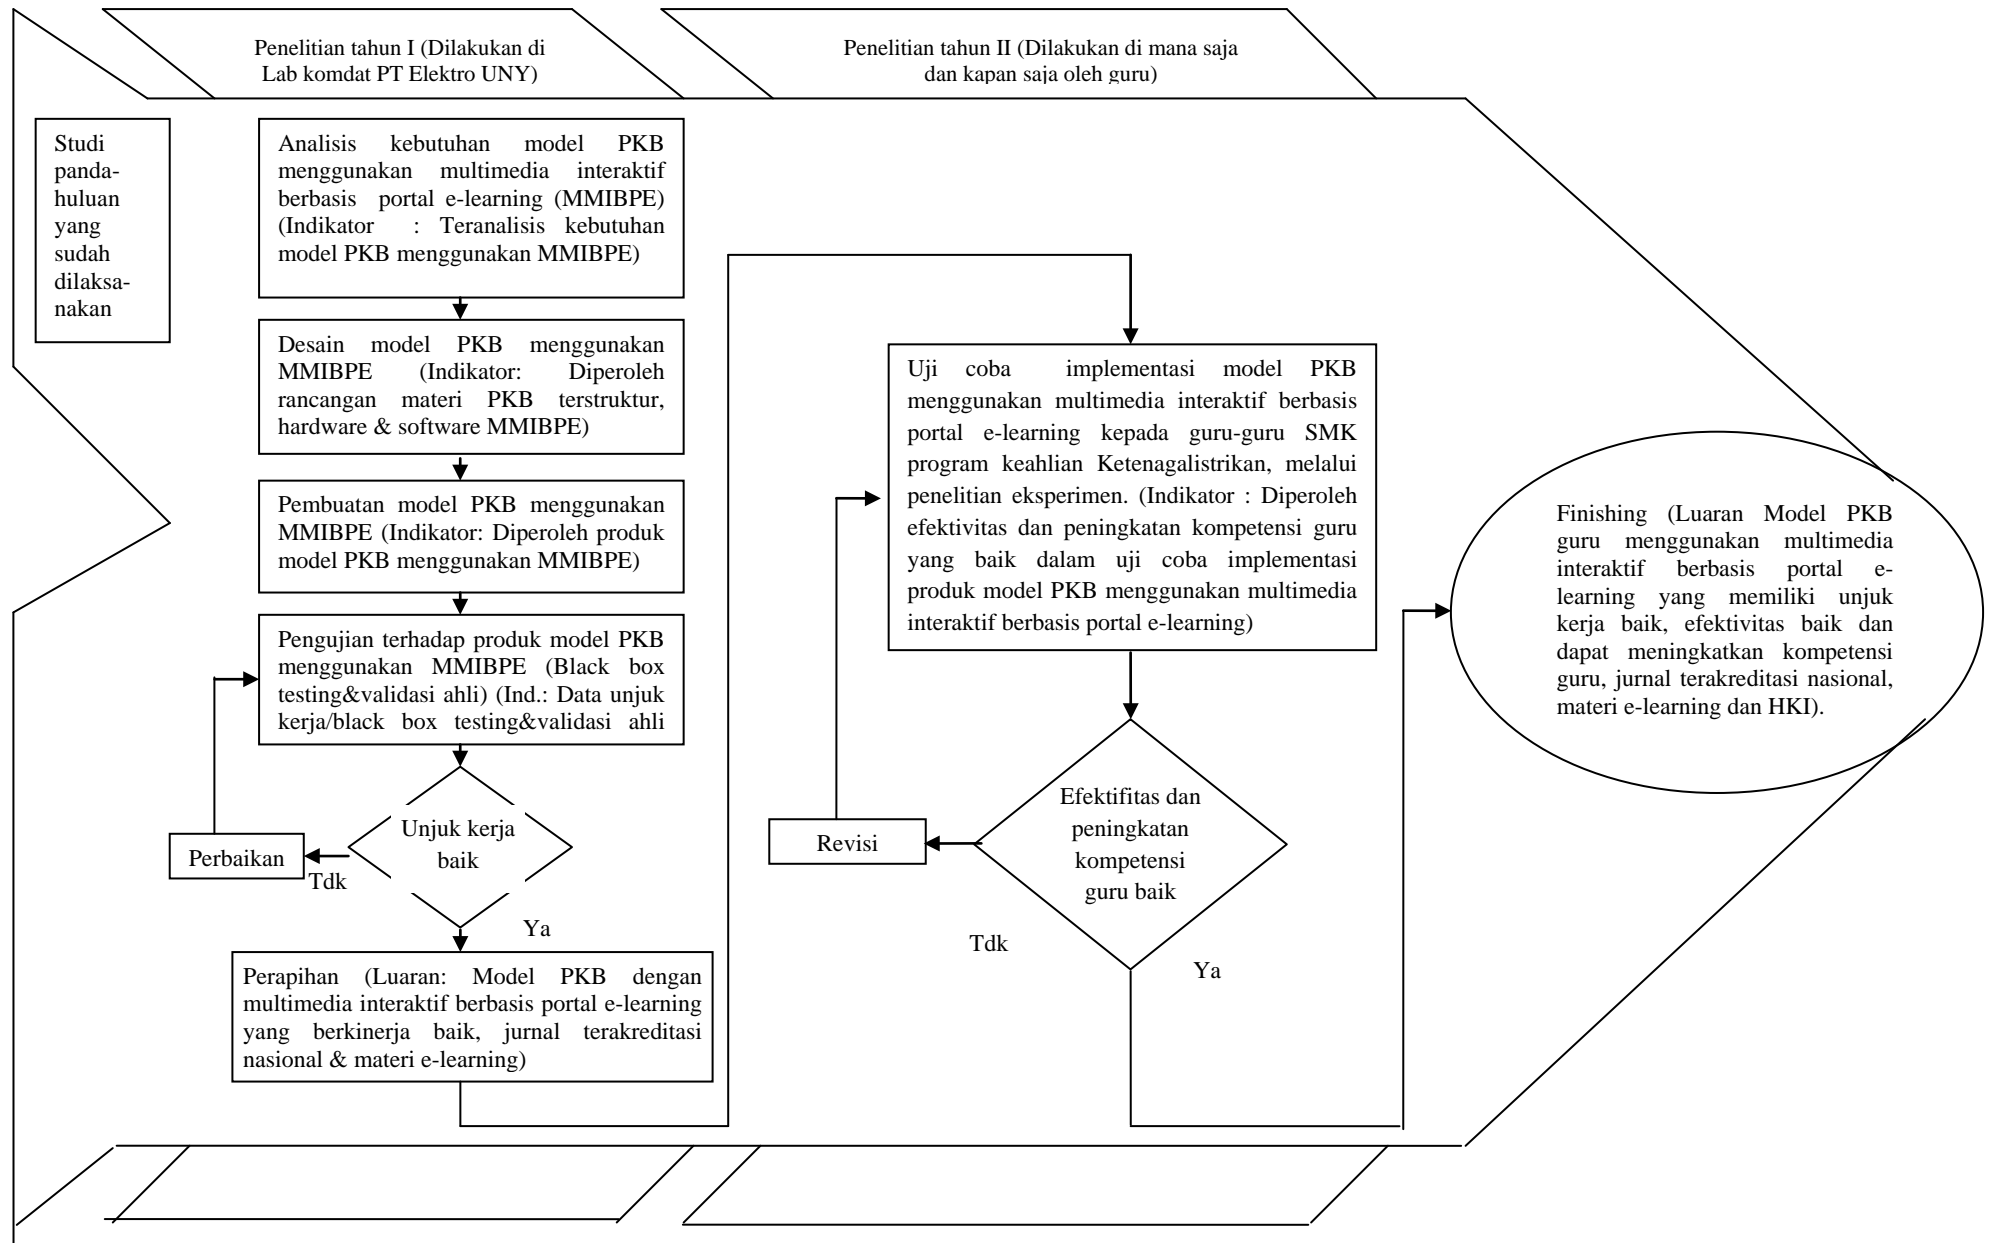 Penelitian tahun I (Dilakukan di
Lab komdat PT Elektro UNY)
Penelitian tahun II (Dilakukan di mana saja
dan kapan saja oleh guru)
Studi
panda-
huluan
yang
sudah
dilaksa-
nakan
Analisis kebutuhan model PKB
menggunakan multimedia interaktif
berbasis portal e-learning (MMIBPE)
(Indikator : Teranalisis kebutuhan
model PKB menggunakan MMIBPE)
Desain model PKB menggunakan
MMIBPE (Indikator: Diperoleh
rancangan materi PKB terstruktur,
hardware & software MMIBPE)
Pembuatan model PKB menggunakan
MMIBPE (Indikator: Diperoleh produk
model PKB menggunakan MMIBPE)
Pengujian terhadap produk model PKB
menggunakan MMIBPE (Black box
testing&validasi ahli) (Ind.: Data unjuk
kerja/black box testing&validasi ahli
Unjuk kerja
baik
Perbaikan
Tdk
Ya
Perapihan (Luaran: Model PKB dengan
multimedia interaktif berbasis portal e-learning
yang berkinerja baik, jurnal terakreditasi
nasional & materi e-learning)
Uji coba implementasi model PKB
menggunakan multimedia interaktif berbasis
portal e-learning kepada guru-guru SMK
program keahlian Ketenagalistrikan, melalui
penelitian eksperimen. (Indikator : Diperoleh
efektivitas dan peningkatan kompetensi guru
yang baik dalam uji coba implementasi
produk model PKB menggunakan multimedia
interaktif berbasis portal e-learning)
Efektifitas dan
peningkatan
kompetensi
guru baik
Revisi
Tdk
Ya
Finishing (Luaran Model PKB
guru menggunakan multimedia
interaktif berbasis portal e-
learning yang memiliki unjuk
kerja baik, efektivitas baik dan
dapat meningkatkan kompetensi
guru, jurnal terakreditasi nasional,
materi e-learning dan HKI).